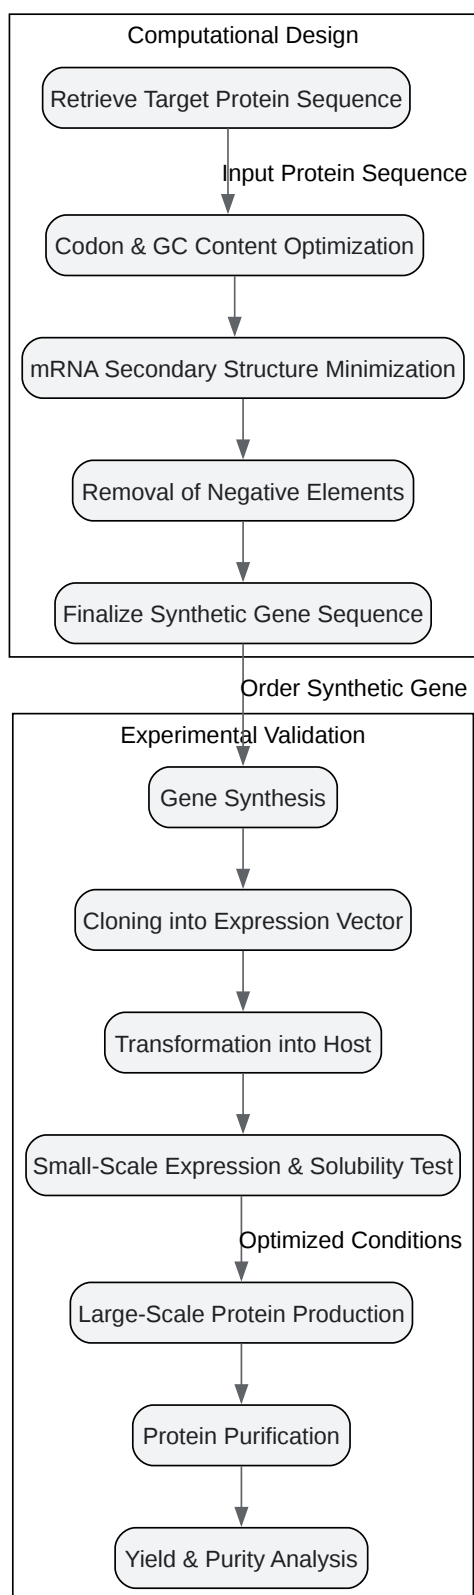 Computational Design
Retrieve Target Protein Sequence
Input Protein Sequence
Codon & GC Content Optimization
mRNA Secondary Structure Minimization
Removal of Negative Elements
Finalize Synthetic Gene Sequence
Order Synthetic Gene
Experimental Validation
Gene Synthesis
Cloning into Expression Vector
Transformation into Host
Small-Scale Expression & Solubility Test
Optimized Conditions
Large-Scale Protein Production
Protein Purification
Yield & Purity Analysis